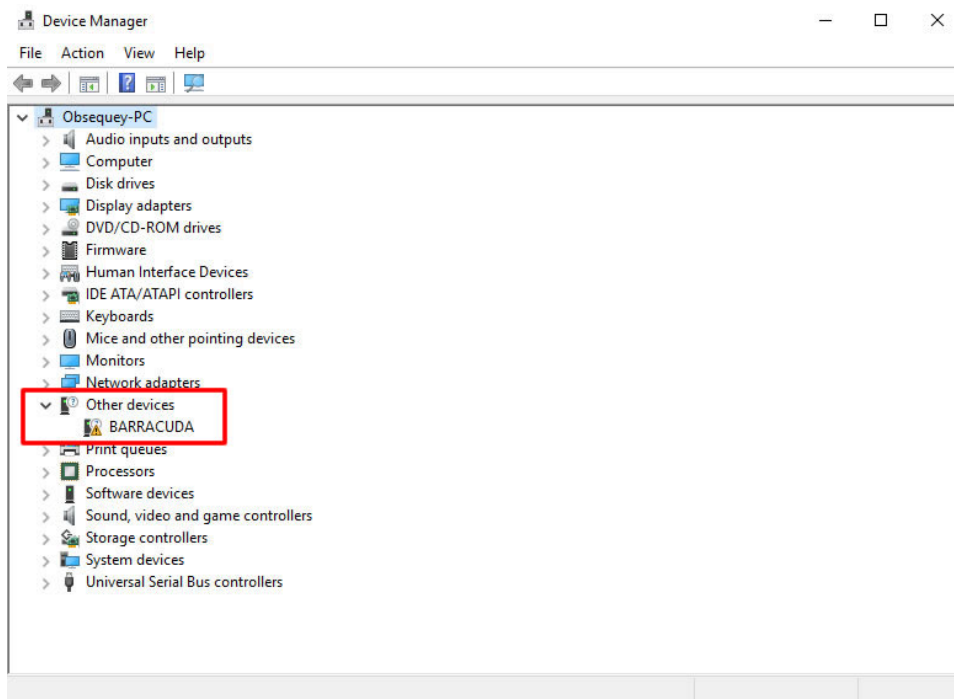 Device Manager
File Action View Help
Obsequey-PC
Audio inputs and outputs
Computer
Disk drives
Display adapters
DVD/CD-ROM drives
Firmware
Human Interface Devices
IDE ATA/ATAPI controllers
Keyboards
Mice and other pointing devices
Monitors
Network adapters
Other devices
BARRACUDA
Print queues
Processors
Software devices
Sound, video and game controllers
Storage controllers
System devices
Universal Serial Bus controllers